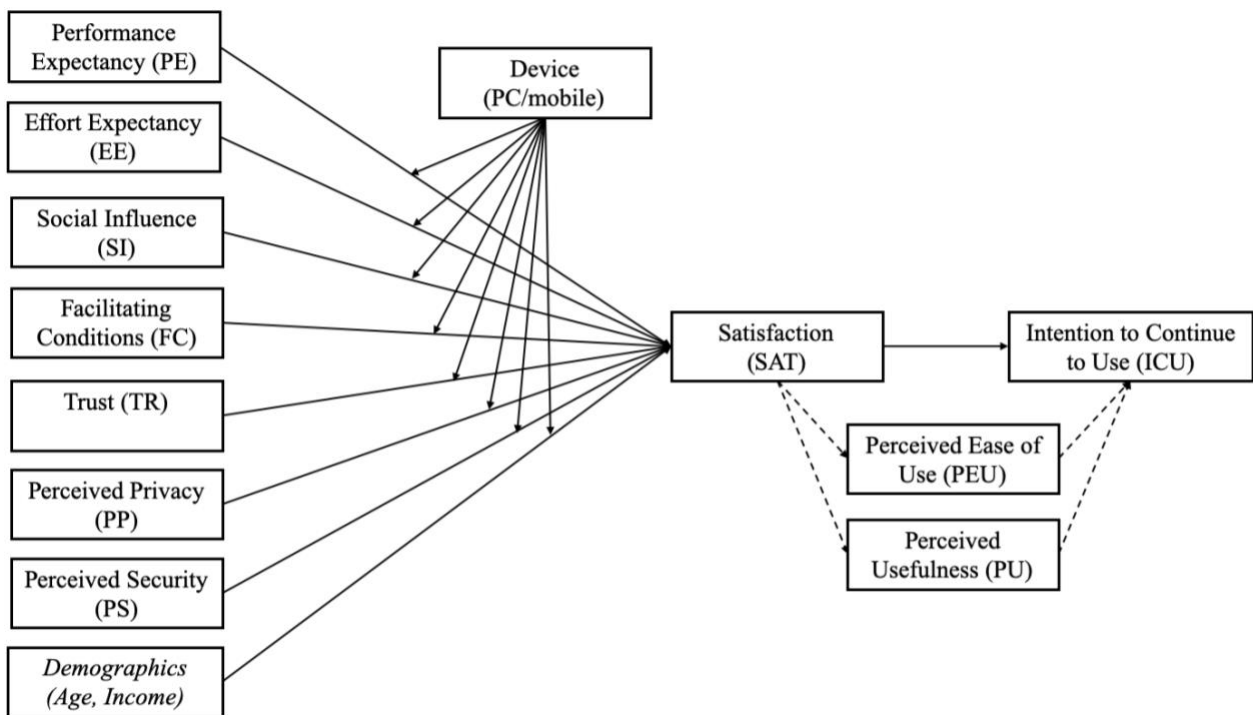 Performance
Expectancy (PE)
Effort Expectancy
(EE)
Social Influence
(SI)
Facilitating
Conditions (FC)
Trust (TR)
Perceived Privacy
(PP)
Perceived Security
(PS)
Demographics
(Age, Income)
Device
(PC/mobile)
Satisfaction
(SAT)
Intention to Continue
to Use (ICU)
Perceived Ease of
Use (PEU)
Perceived
Usefulness (PU)